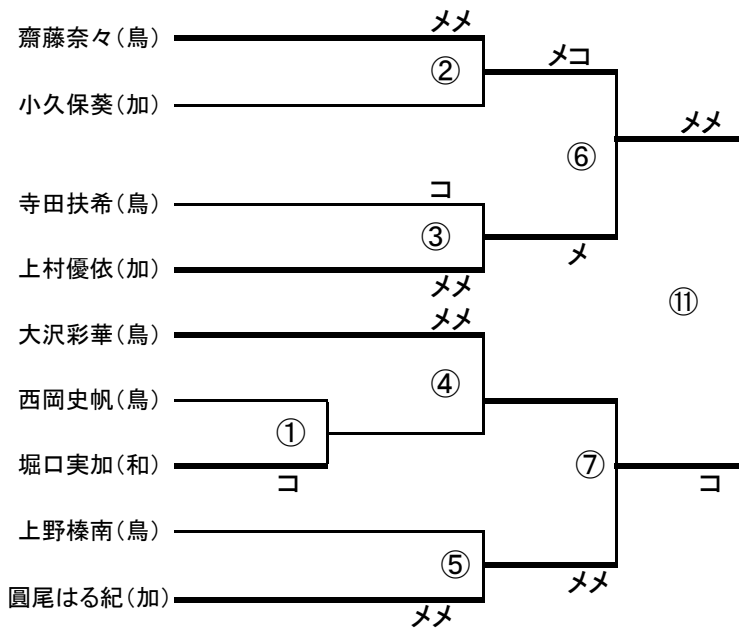 メメ
齋藤奈々(鳥)
② メコ
小久保葵(加) メメ
⑥
コ
寺田扶希(鳥)
③ メ
上村優依(加)
メメ
⑪
メメ
大沢彩華(鳥)
④
西岡史帆(鳥)
①
堀口実加(和) ⑦
コ コ
上野榛南(鳥)
⑤ メメ
圓尾はる紀(加)
メメ